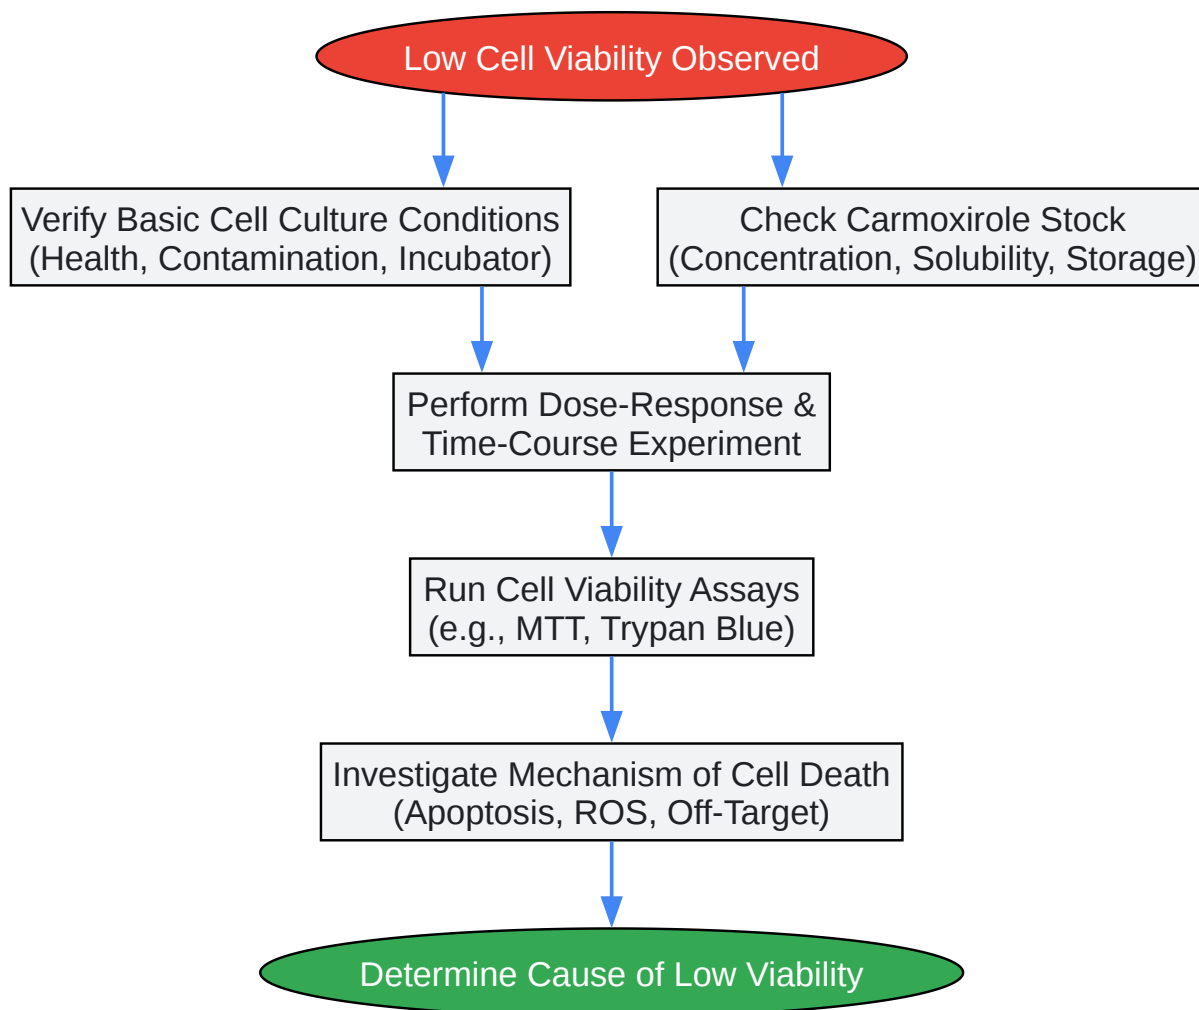 Low Cell Viability Observed
Verify Basic Cell Culture Conditions
(Health, Contamination, Incubator)
Check Carmoxirole Stock
(Concentration, Solubility, Storage)
Perform Dose-Response &
Time-Course Experiment
Run Cell Viability Assays
(e.g., MTT, Trypan Blue)
Investigate Mechanism of Cell Death
(Apoptosis, ROS, Off-Target)
Determine Cause of Low Viability